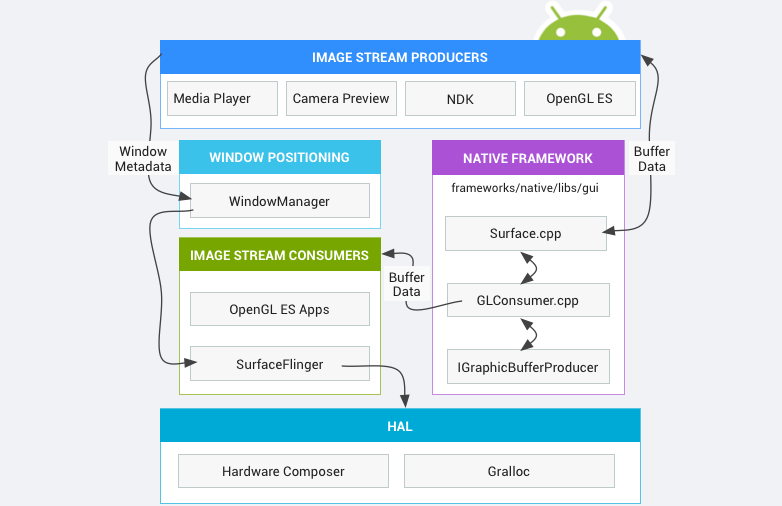 IMAGE STREAM PRODUCERS
Media Player
Camera Preview
NDK
OpenGL ES
Window
Metadata
WINDOW POSITIONING
WindowManager
NATIVE FRAMEWORK
frameworks/native/libs/gui
Buffer
Data
Surface.cpp
IMAGE STREAM CONSUMERS
OpenGL ES Apps
SurfaceFlinger
Buffer
Data
GLConsumer.cpp
IGraphicBufferProducer
HAL
Hardware Composer
Gralloc